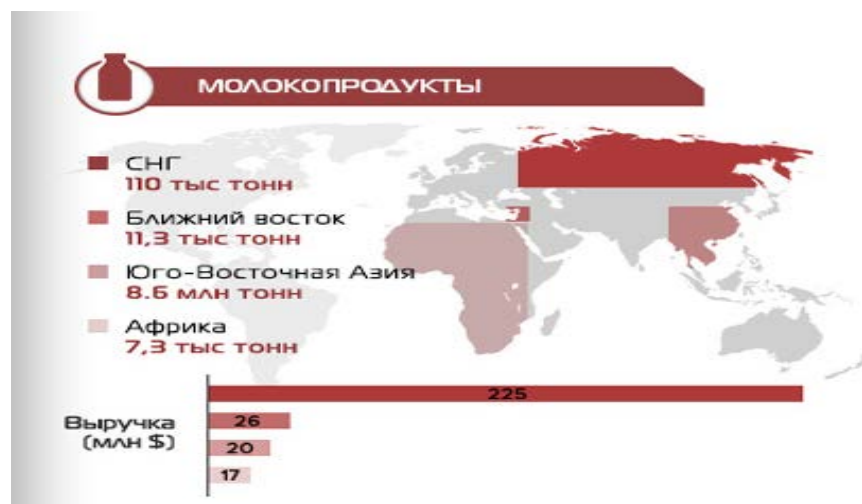 МОЛОКОПРОДУКТЫ
СНГ
110 тыс тонн
Ближний восток
11,3 тыс тонн
Юго-Восточная Азия
8.6 млн тонн
Африка
7,3 тыс тонн
Выручка
(млн $)
225
26
20
17